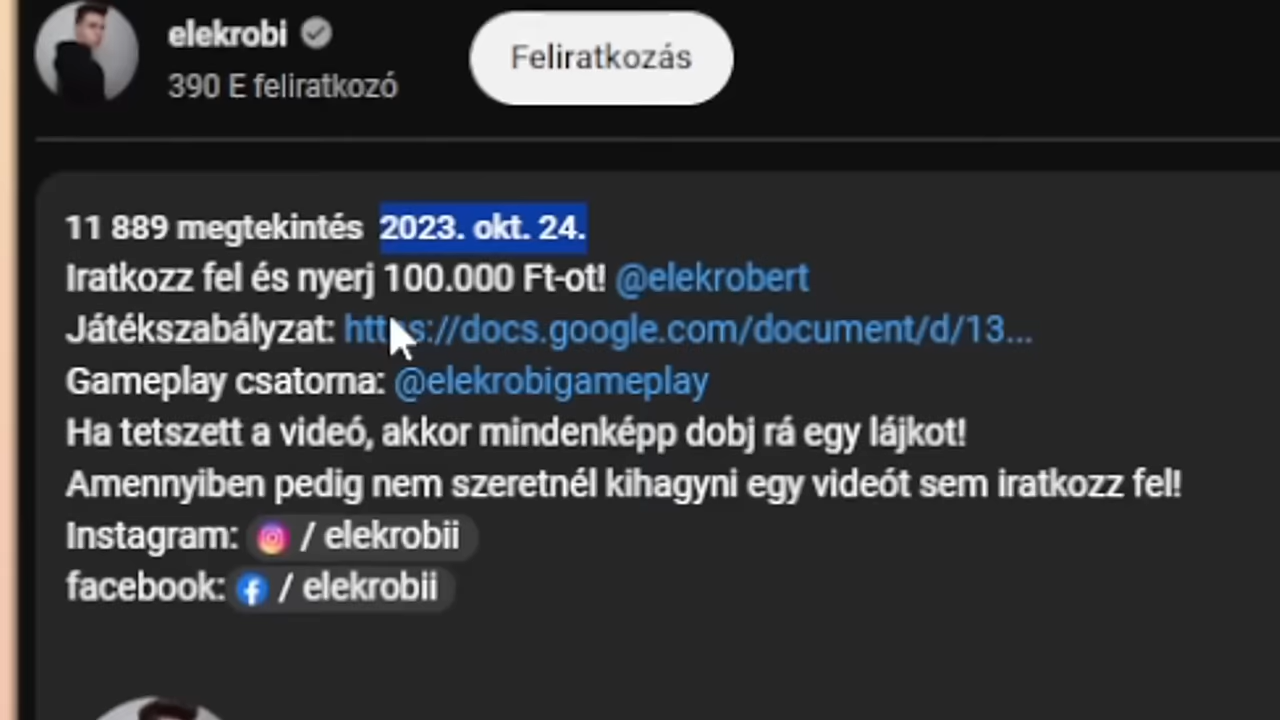 elekrobi
390 E feliratkozó
Feliratkozás
11 889 megtekintés 2023. okt. 24.
Iratkozz fel és nyerj 100.000 Ft-ot! @elekrobert
Játékszabályzat: https://docs.google.com/document/d/13...
Gameplay csatorna: @elekrobigameplay
Ha tetszett a videó, akkor mindenképp dobj rá egy lájkot!
Amennyiben pedig nem szeretnél kihagyni egy videót sem iratkozz fel!
Instagram: / elekrobii
facebook: / elekrobii